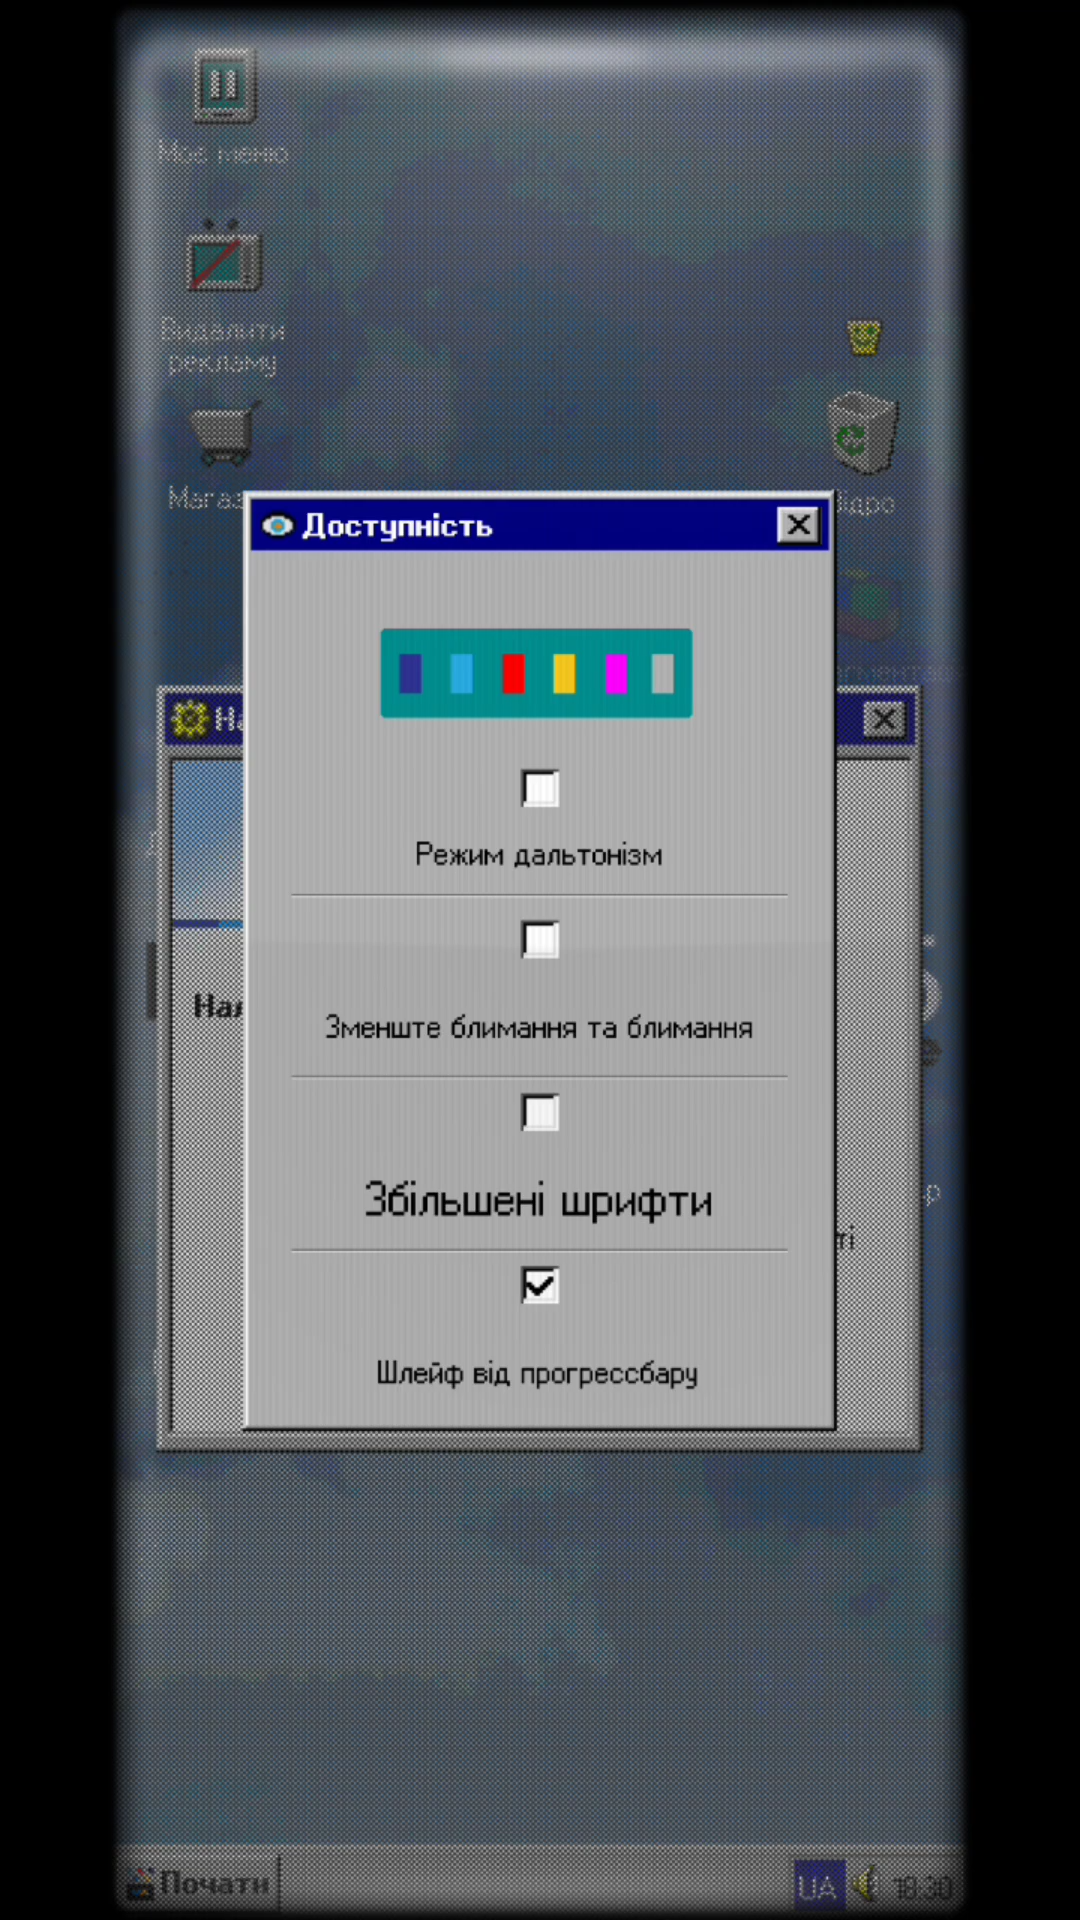 Моє меню
Видалити
рекламу
Відро
Доступність
Режим дальтонізм
Зменште блимання та блимання
Збільшені шрифти
Шлейф від прогрессбару
Почати
UA
18:30